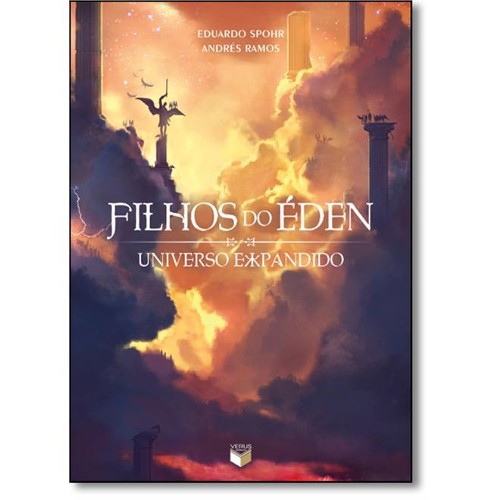 EDUARDO SPOHR
ANDRÉS RAMOS
FILHOS DO ÉDEN
UNIVERSO EXPANDIDO
VERUS